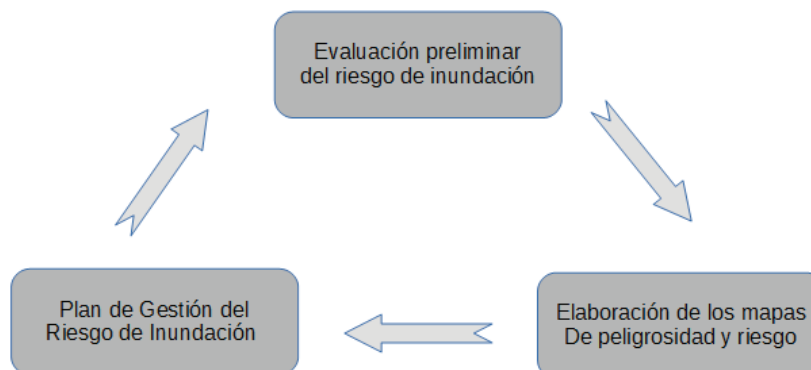 Evaluación preliminar
del riesgo de inundación
Plan de Gestión del
Riesgo de Inundación
Elaboración de los mapas
De peligrosidad y riesgo